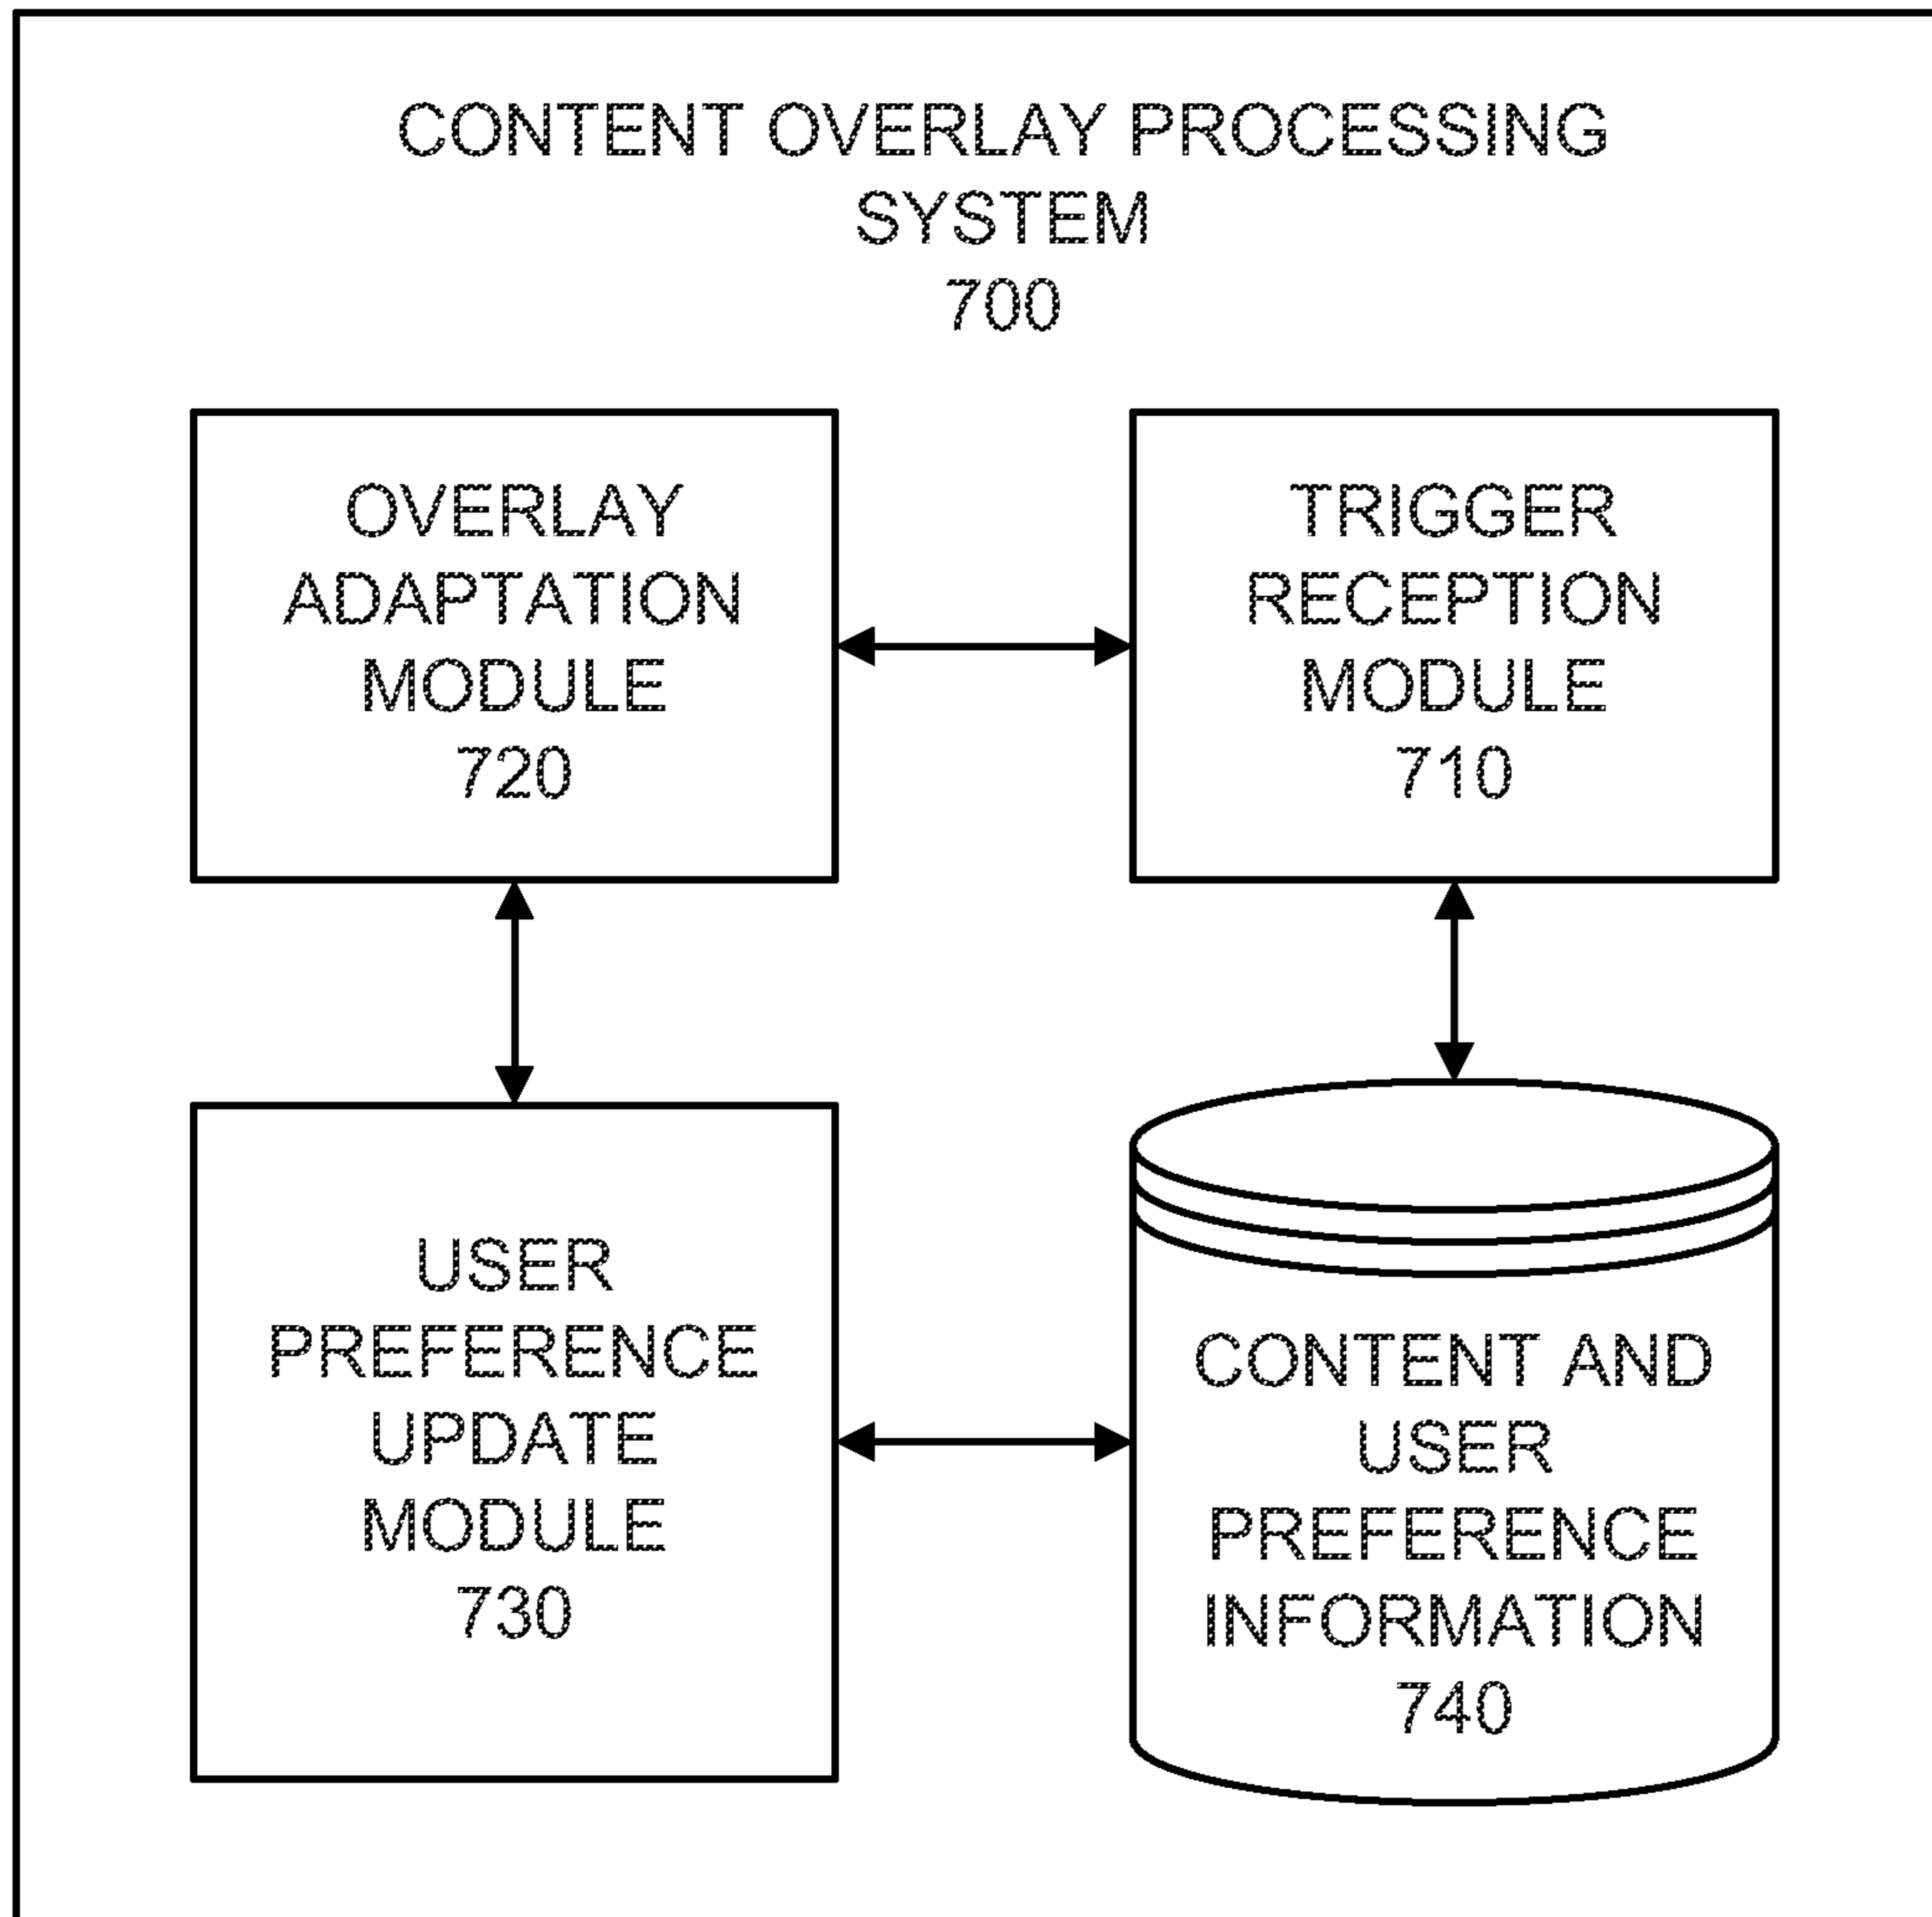 CONTENT OVERLAY PROCESSING
SYSTEM
700
OVERLAY
ADAPTATION
MODULE
720
TRIGGER
RECEPTION
MODULE
710
USER
PREFERENCE
UPDATE
MODULE
730
CONTENT AND
USER
PREFERENCE
INFORMATION
740